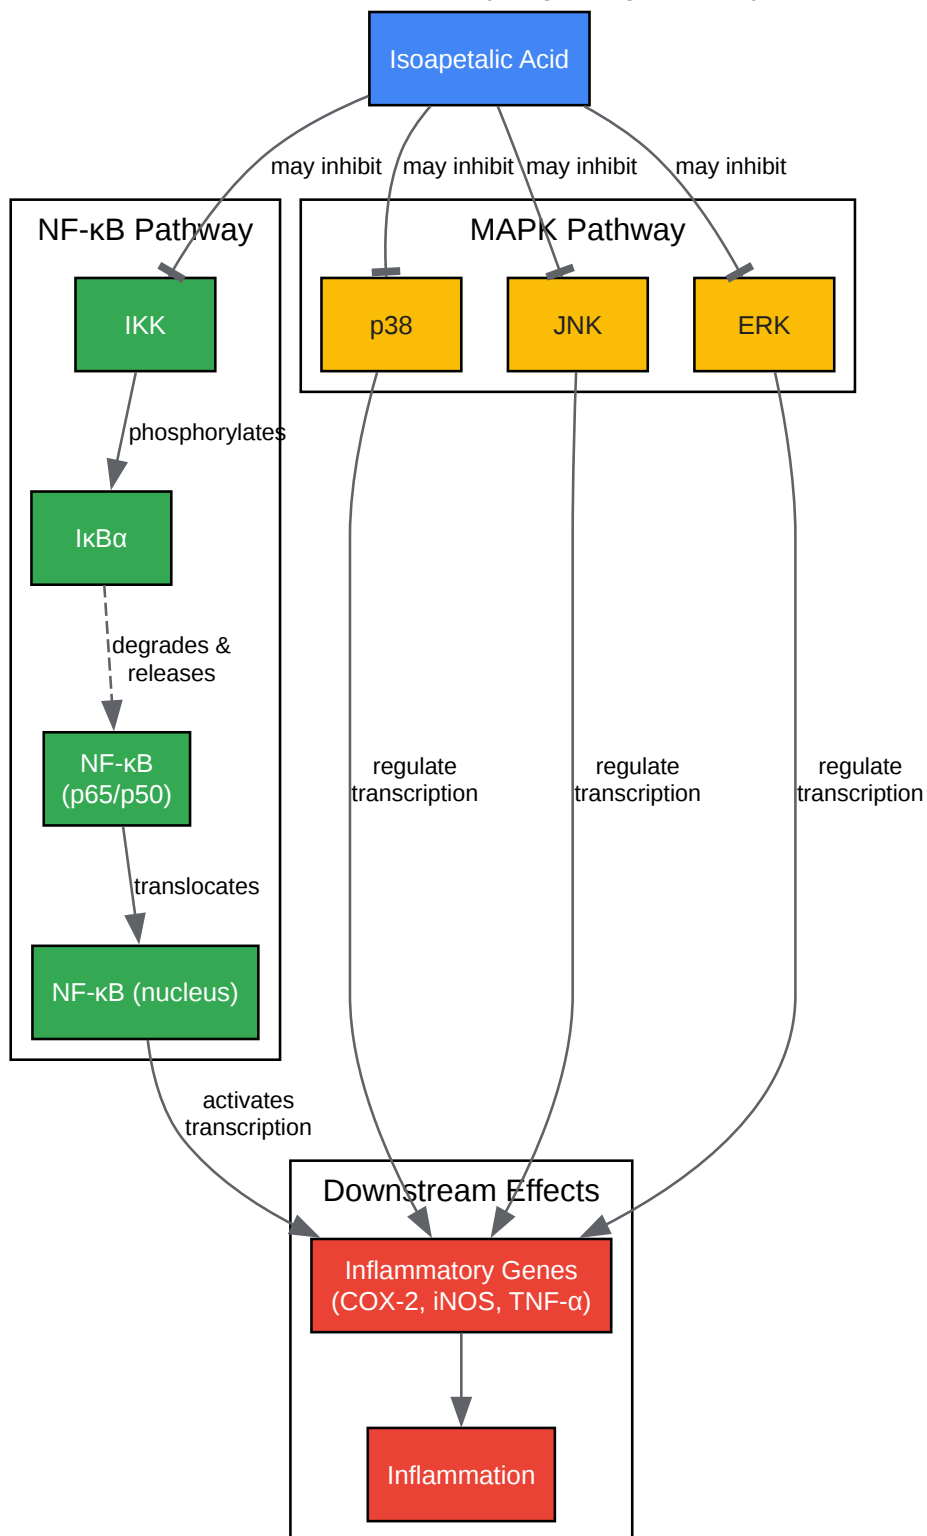 Isoapetalic Acid
may inhibit
may inhibit
may inhibit
may inhibit
NF-κB Pathway
MAPK Pathway
IKK
p38
JNK
ERK
phosphorylates
IκBα
degrades &
releases
NF-κB
(p65/p50)
regulate
transcription
regulate
transcription
regulate
transcription
translocates
NF-κB (nucleus)
activates
transcription
Downstream Effects
Inflammatory Genes
(COX-2, iNOS, TNF-α)
Inflammation